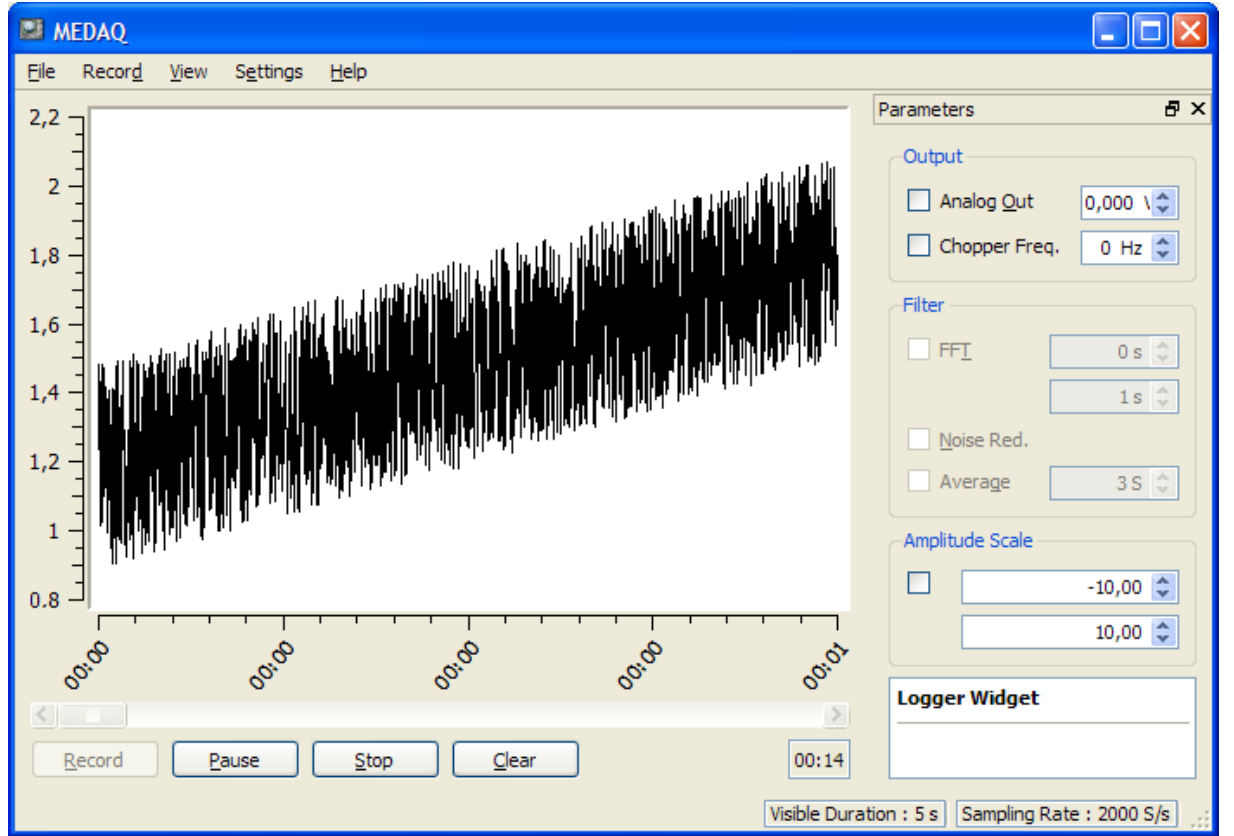 MEDAQ
File Record View Settings Help
Parameters
Output
Analog Out 0,000 V
Chopper Freq. 0 Hz
Filter
FFT 0 s
1 s
Noise Red.
Average 3 S
Amplitude Scale
-10,00
10,00
Logger Widget
2,2
2
1,8
1,6
1,4
1,2
1
0,8
00:00 00:00 00:00 00:00 00:01
Record Pause Stop Clear 00:14
Visible Duration : 5 s Sampling Rate : 2000 S/s